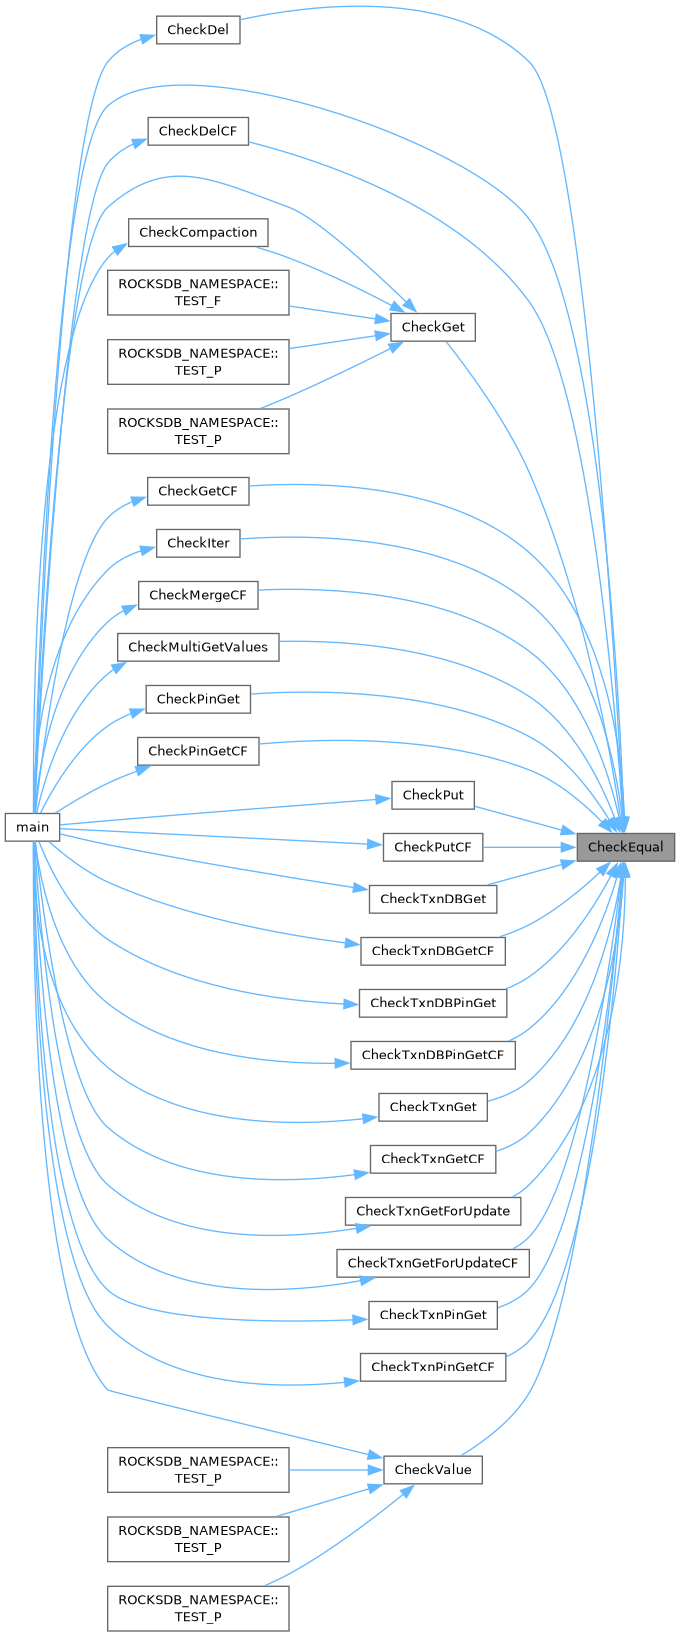 CheckDel
CheckDelCF
CheckCompaction
ROCKSDB_NAMESPACE::
TEST_F
CheckGet
ROCKSDB_NAMESPACE::
TEST_P
ROCKSDB_NAMESPACE::
TEST_P
CheckGetCF
CheckIter
CheckMergeCF
CheckMultiGetValues
CheckPinGet
CheckPinGetCF
CheckPut
main
CheckPutCF
CheckEqual
CheckTxnDBGet
CheckTxnDBGetCF
CheckTxnDBPinGet
CheckTxnDBPinGetCF
CheckTxnGet
CheckTxnGetCF
CheckTxnGetForUpdate
CheckTxnGetForUpdateCF
CheckTxnPinGet
CheckTxnPinGetCF
ROCKSDB_NAMESPACE::
TEST_P
CheckValue
ROCKSDB_NAMESPACE::
TEST_P
ROCKSDB_NAMESPACE::
TEST_P